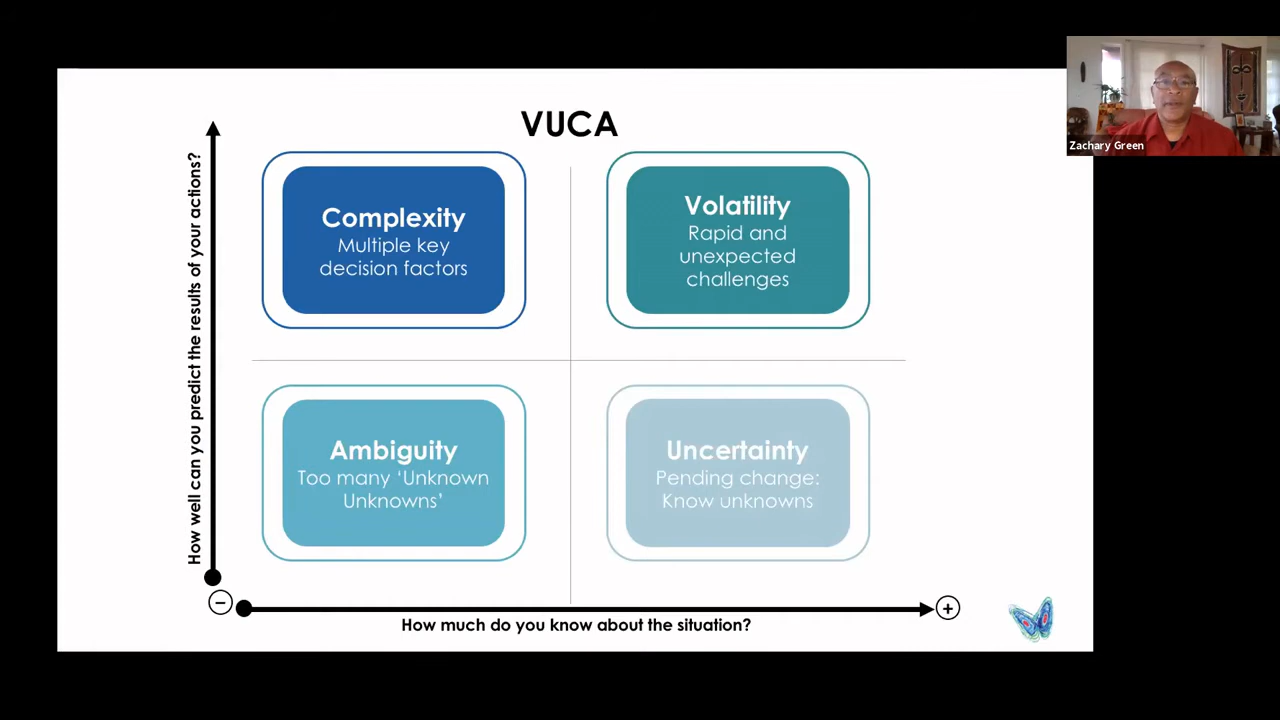 VUCA
How well can you predict the results of your actions?
Complexity
Multiple key
decision factors
Volatility
Rapid and
unexpected
challenges
Ambiguity
Too many ‘Unknown
Unknowns’
Uncertainty
Pending change:
Know unknowns
−
+
How much do you know about the situation?
Zachary Green